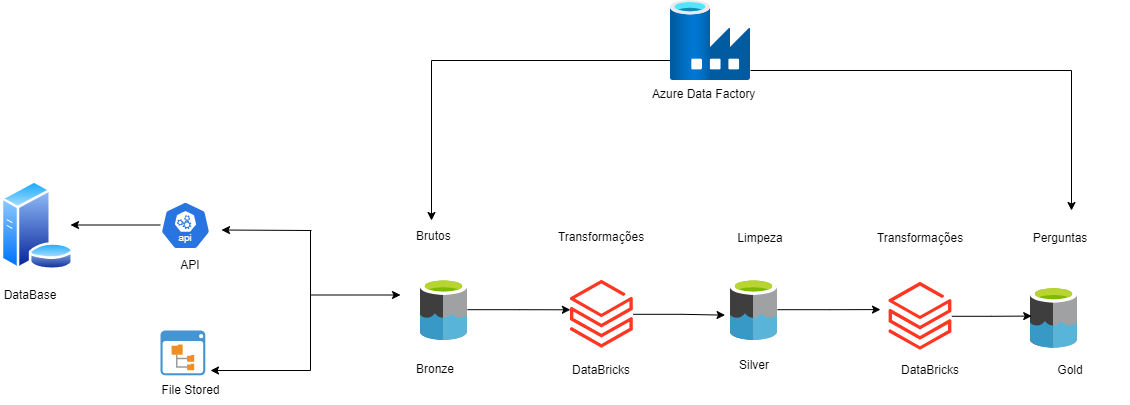 Azure Data Factory
Brutos
Transformações
Limpeza
Transformações
Perguntas
api
API
DataBase
File Stored
Bronze
DataBricks
Silver
DataBricks
Gold